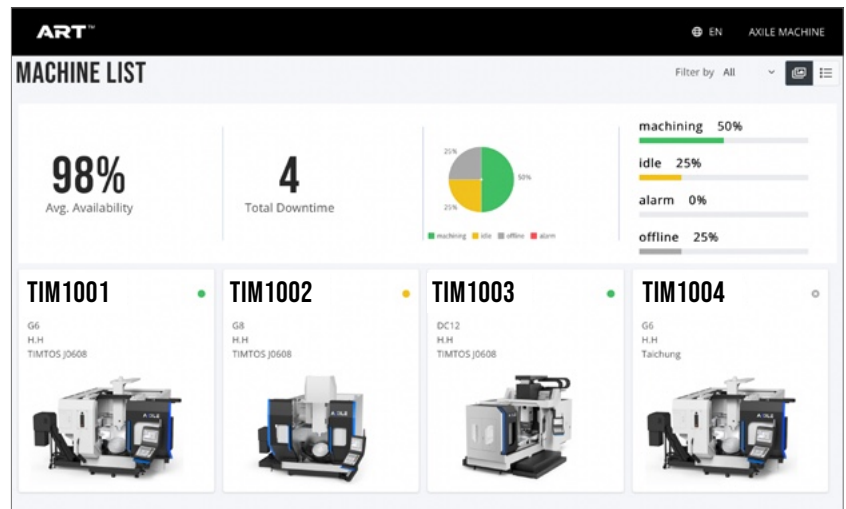 ART™
EN AXILE MACHINE
MACHINE LIST
Filter by All
98%
Avg. Availability
4
Total Downtime
25%
50%
25%
machining idle offline alarm
machining 50%
idle 25%
alarm 0%
offline 25%
TIM1001
G6
H.H
TIMTOS J0608
TIM1002
G8
H.H
TIMTOS J0608
TIM1003
DC12
H.H
TIMTOS J0608
TIM1004
G6
H.H
Taichung